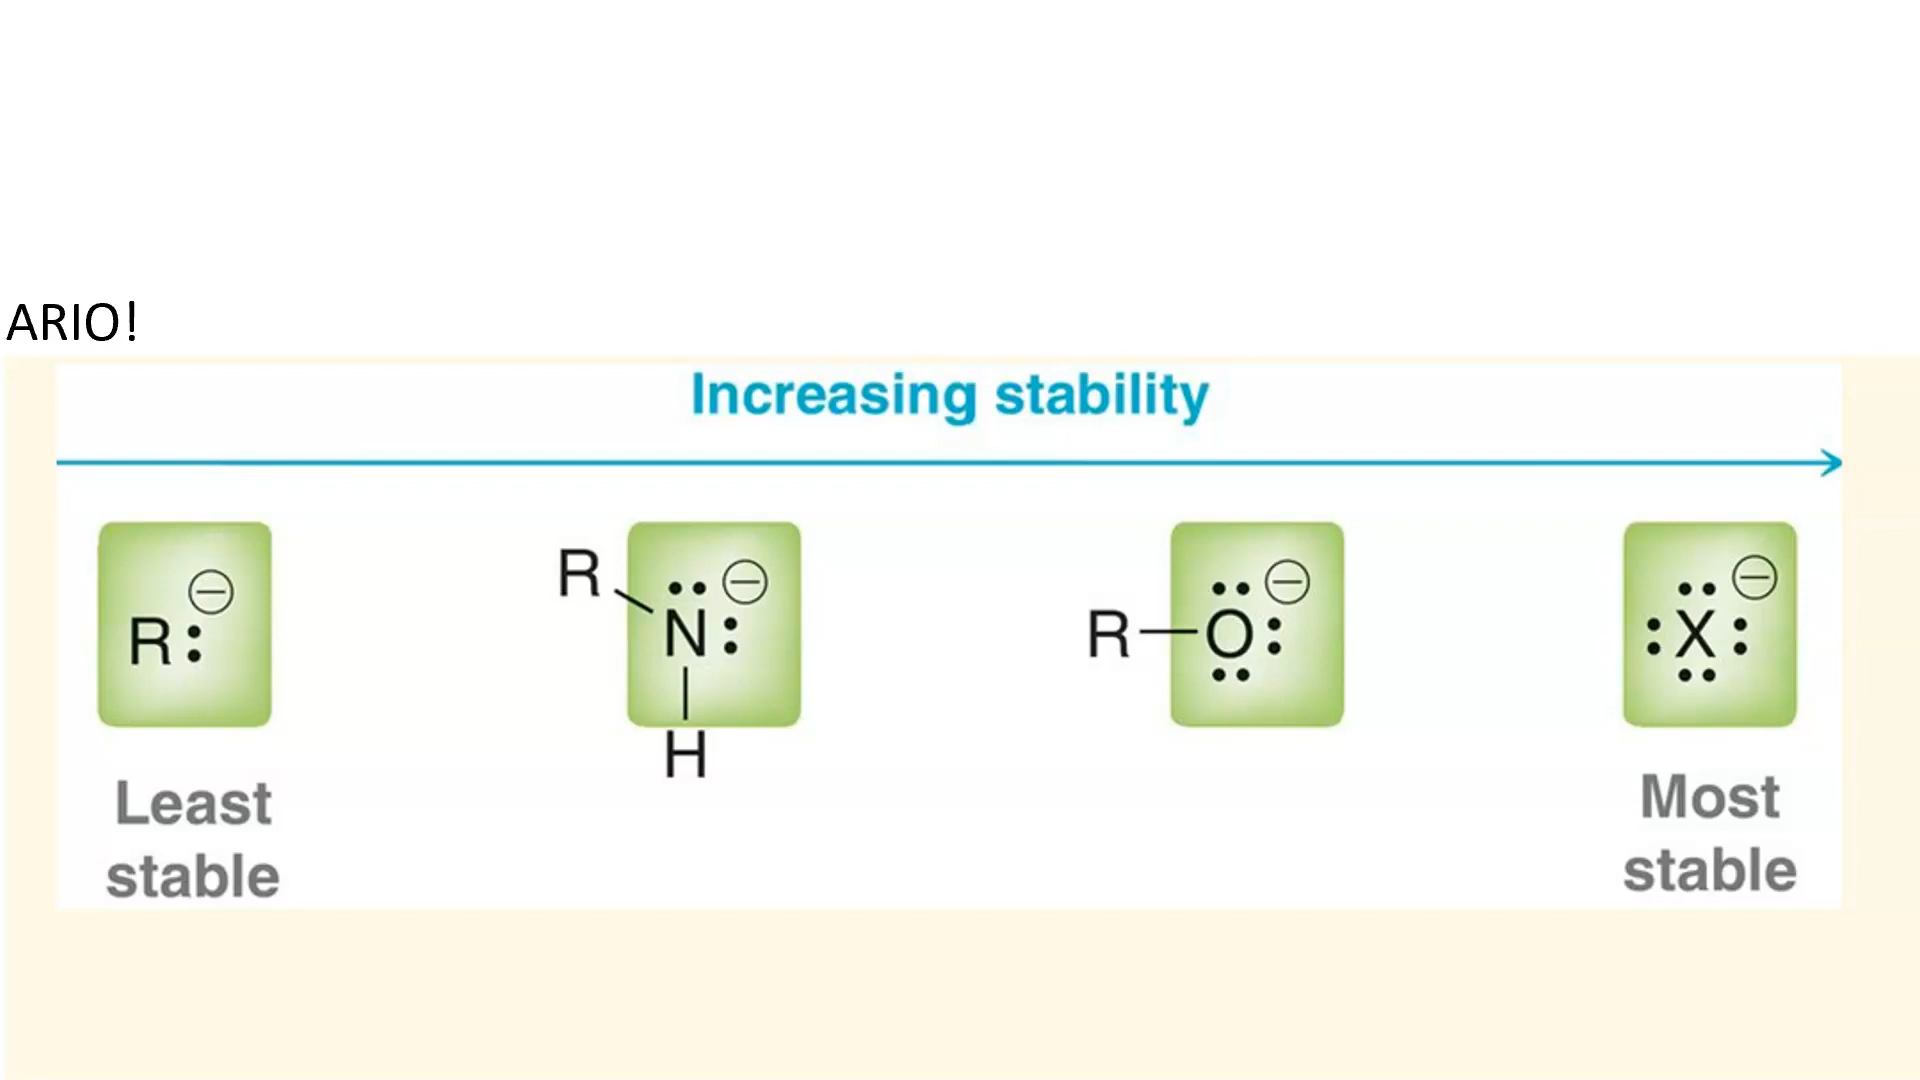 ARIO!
Increasing stability
R:⊖
R
N:⊖
H
R—O:⊖
:X:⊖
Least
stable
Most
stable